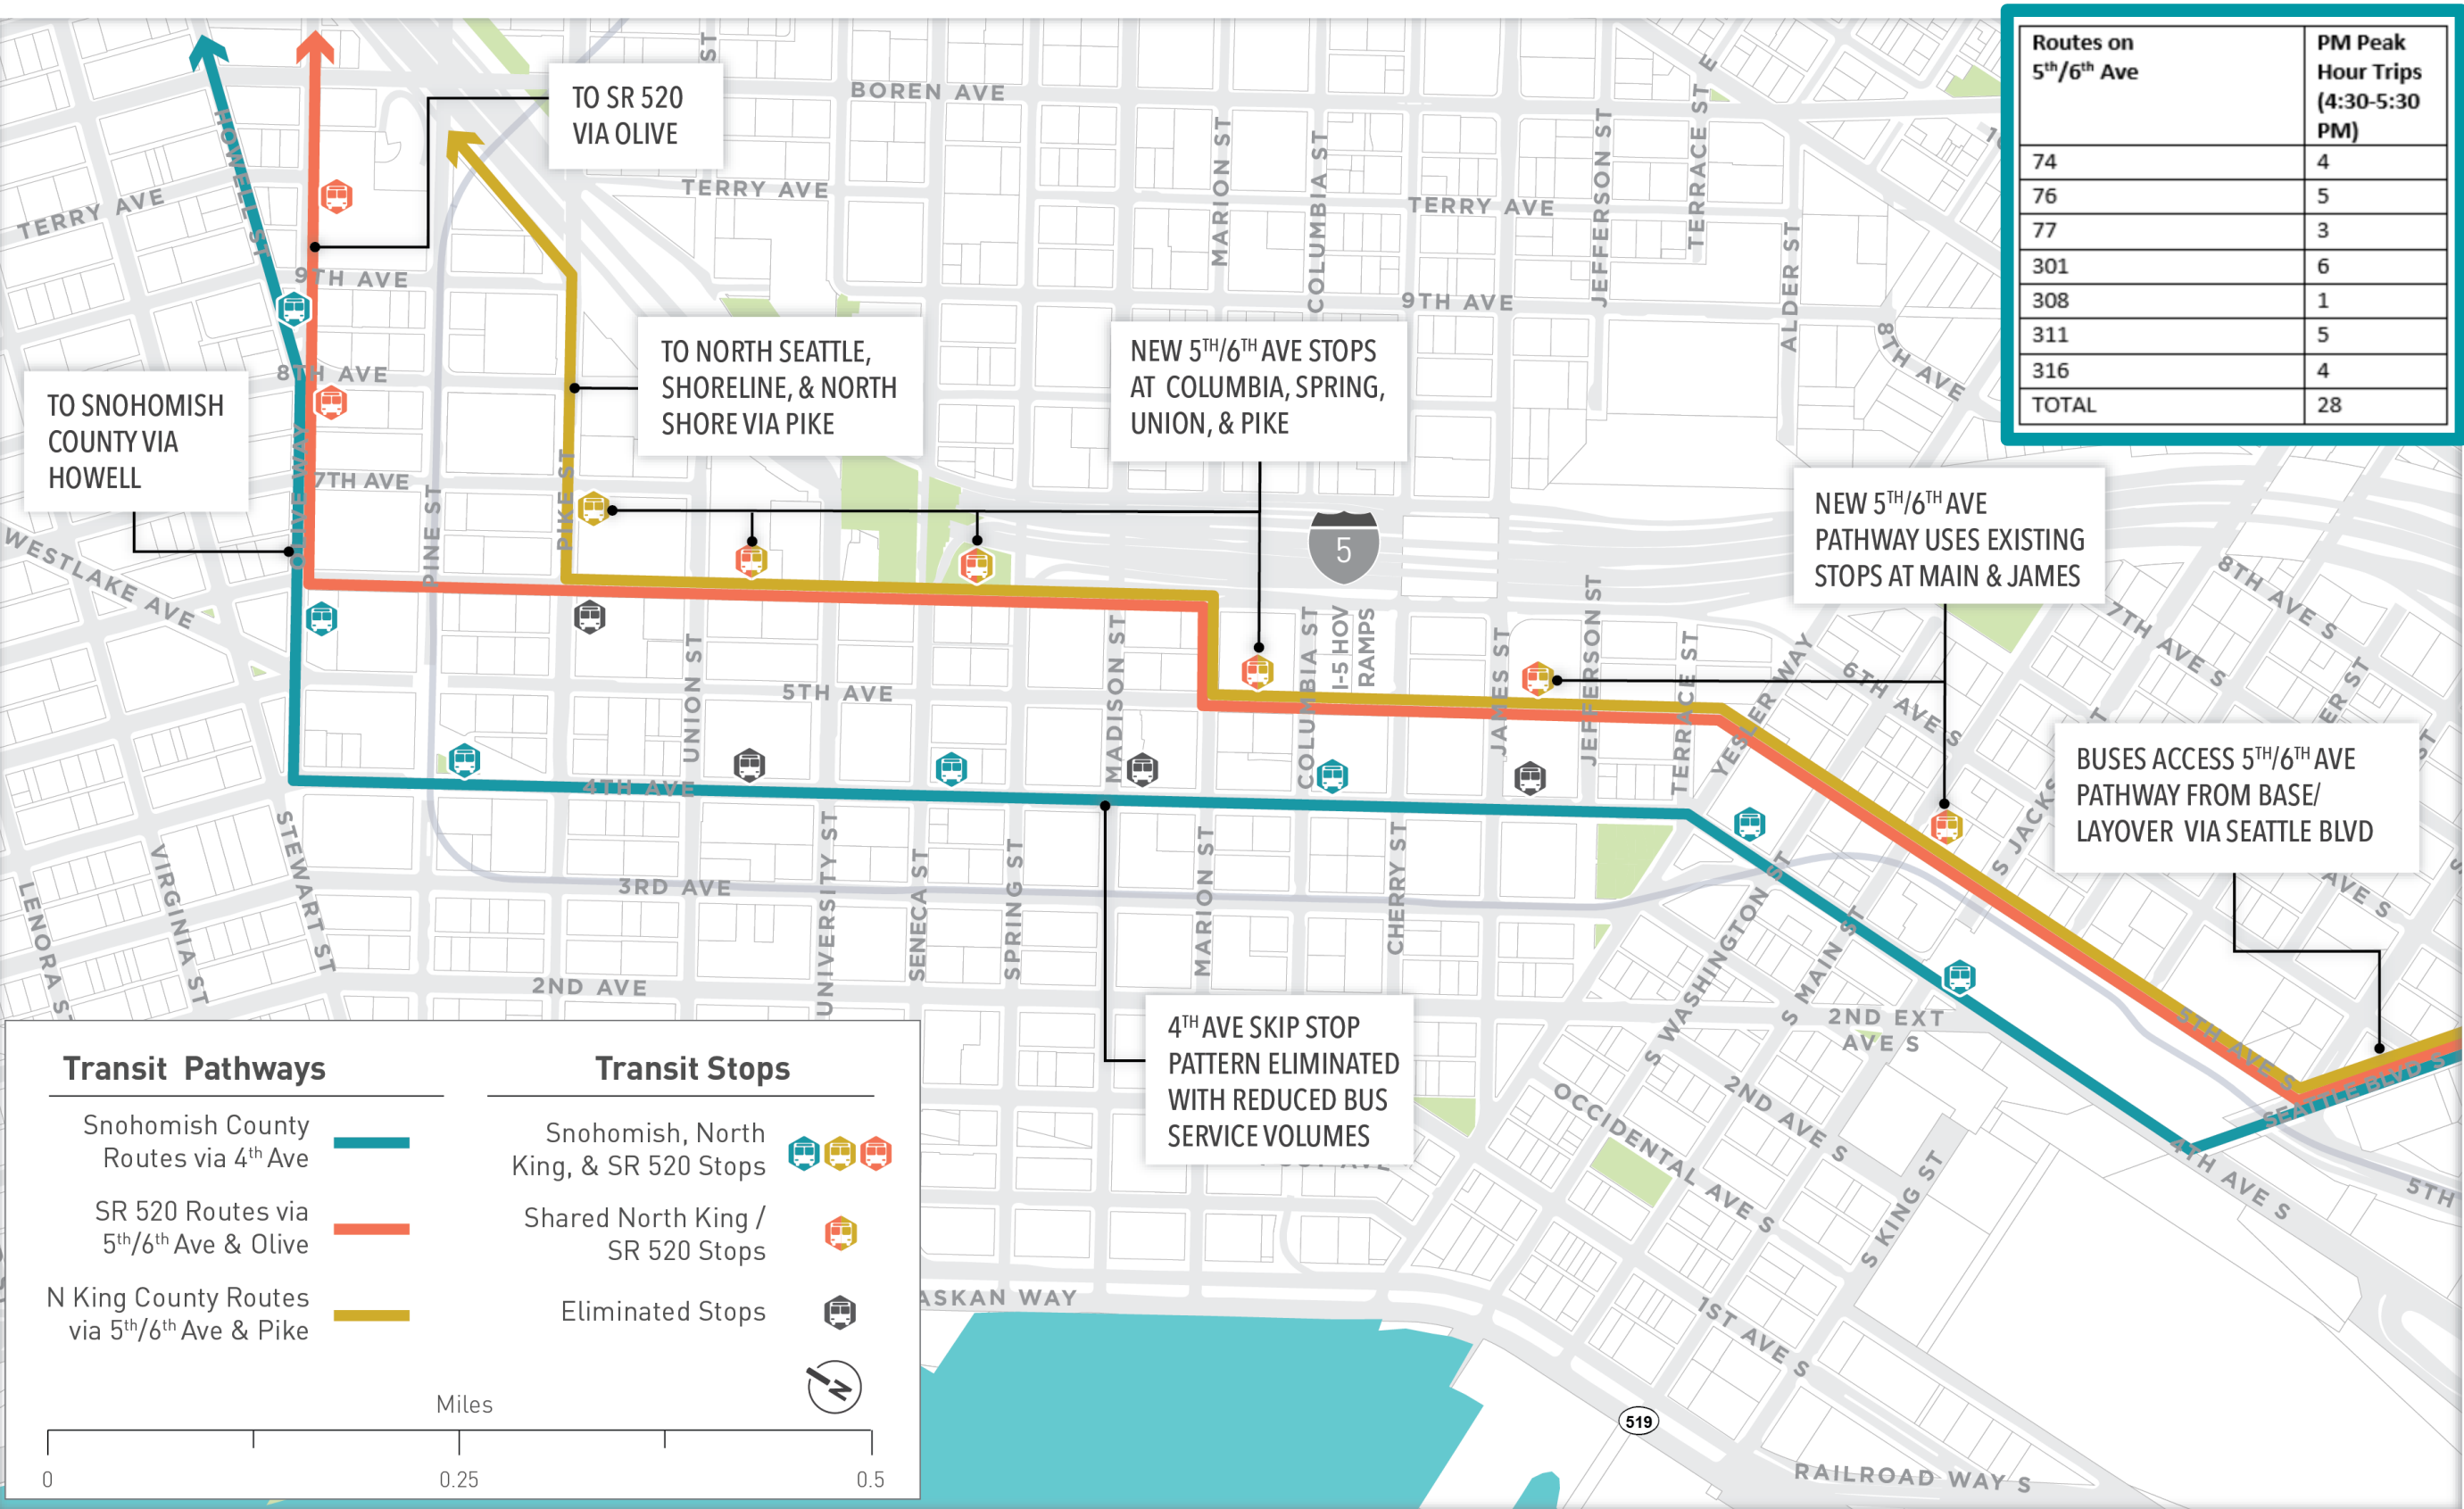 Routes on
5th/6th Ave
PM Peak
Hour Trips
(4:30-5:30
PM)
74 4
76 5
77 3
301 6
308 1
311 5
316 4
TOTAL 28
TO SR 520
VIA OLIVE
TO SNOHOMISH
COUNTY VIA
HOWELL
TO NORTH SEATTLE,
SHORELINE, & NORTH
SHORE VIA PIKE
NEW 5TH/6TH AVE STOPS
AT COLUMBIA, SPRING,
UNION, & PIKE
NEW 5TH/6TH AVE
PATHWAY USES EXISTING
STOPS AT MAIN & JAMES
BUSES ACCESS 5TH/6TH AVE
PATHWAY FROM BASE/
LAYOVER VIA SEATTLE BLVD
4TH AVE SKIP STOP
PATTERN ELIMINATED
WITH REDUCED BUS
SERVICE VOLUMES
BOREN AVE
ST
E
TERRY AVE
TERRY AVE
TERRY AVE
HOWELL ST
MARION ST
COLUMBIA ST
JEFFERSON ST
TERRACE ST
ALDER ST
9TH AVE
9TH AVE
8TH AVE
8TH AVE
7TH AVE
OLIVE WAY
PINE ST
PIKE ST
WESTLAKE AVE
5
I-5 HOV
RAMPS
UNION ST
5TH AVE
MADISON ST
COLUMBIA ST
JAMES ST
JEFFERSON ST
TERRACE ST
YESLER WAY
6TH AVE S
7TH AVE S
8TH AVE S
S JACKS
ER ST
ST
ST
AVE S
4TH AVE
3RD AVE
2ND AVE
LENORA S
VIRGINIA ST
STEWART ST
UNIVERSITY ST
SENECA ST
SPRING ST
MARION ST
CHERRY ST
S WASHINGTON ST
S MAIN ST
2ND EXT
AVE S
5TH AVE S
SEATTLE BLVD S
4TH AVE S
5TH
OCCIDENTAL AVE S
2ND AVE S
S KING ST
1ST AVE S
ASKAN WAY
519
RAILROAD WAY S
Transit Pathways
Snohomish County
Routes via 4th Ave
SR 520 Routes via
5th/6th Ave & Olive
N King County Routes
via 5th/6th Ave & Pike
Transit Stops
Snohomish, North
King, & SR 520 Stops
Shared North King /
SR 520 Stops
Eliminated Stops
N
Miles
0 0.25 0.5